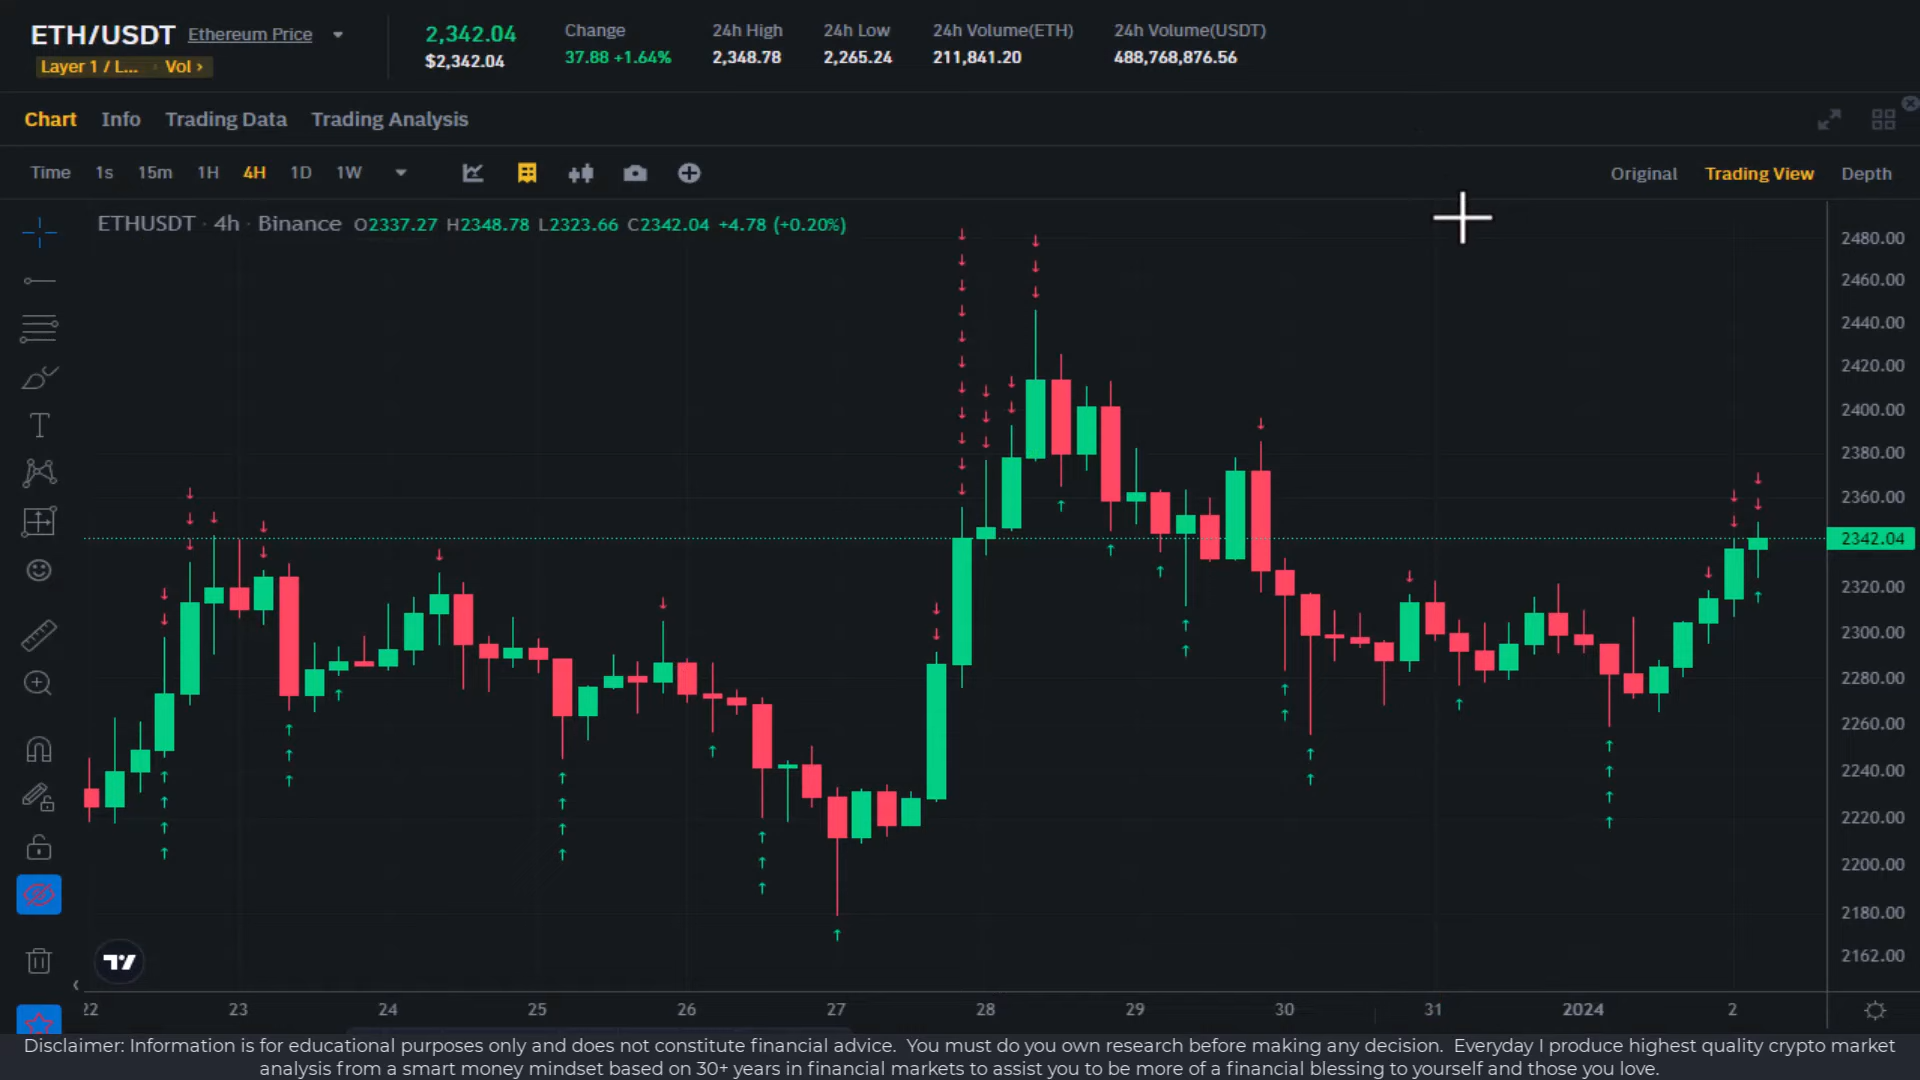 ETH/USDT Ethereum Price
Layer 1 / L... Vol ›
2,342.04
$2,342.04
Change
37.88 +1.64%
24h High
2,348.78
24h Low
2,265.24
24h Volume(ETH)
211,841.20
24h Volume(USDT)
488,768,876.56
Chart Info Trading Data Trading Analysis
Time 1s 15m 1H 4H 1D 1W
Original Trading View Depth
ETHUSDT · 4h · Binance O2337.27 H2348.78 L2323.66 C2342.04 +4.78 (+0.20%)
2480.00
2460.00
2440.00
2420.00
2400.00
2380.00
2360.00
2342.04
2320.00
2300.00
2280.00
2260.00
2240.00
2220.00
2200.00
2180.00
2162.00
22 23 24 25 26 27 28 29 30 31 2024 2
Disclaimer: Information is for educational purposes only and does not constitute financial advice. You must do you own research before making any decision. Everyday I produce highest quality crypto market
analysis from a smart money mindset based on 30+ years in financial markets to assist you to be more of a financial blessing to yourself and those you love.